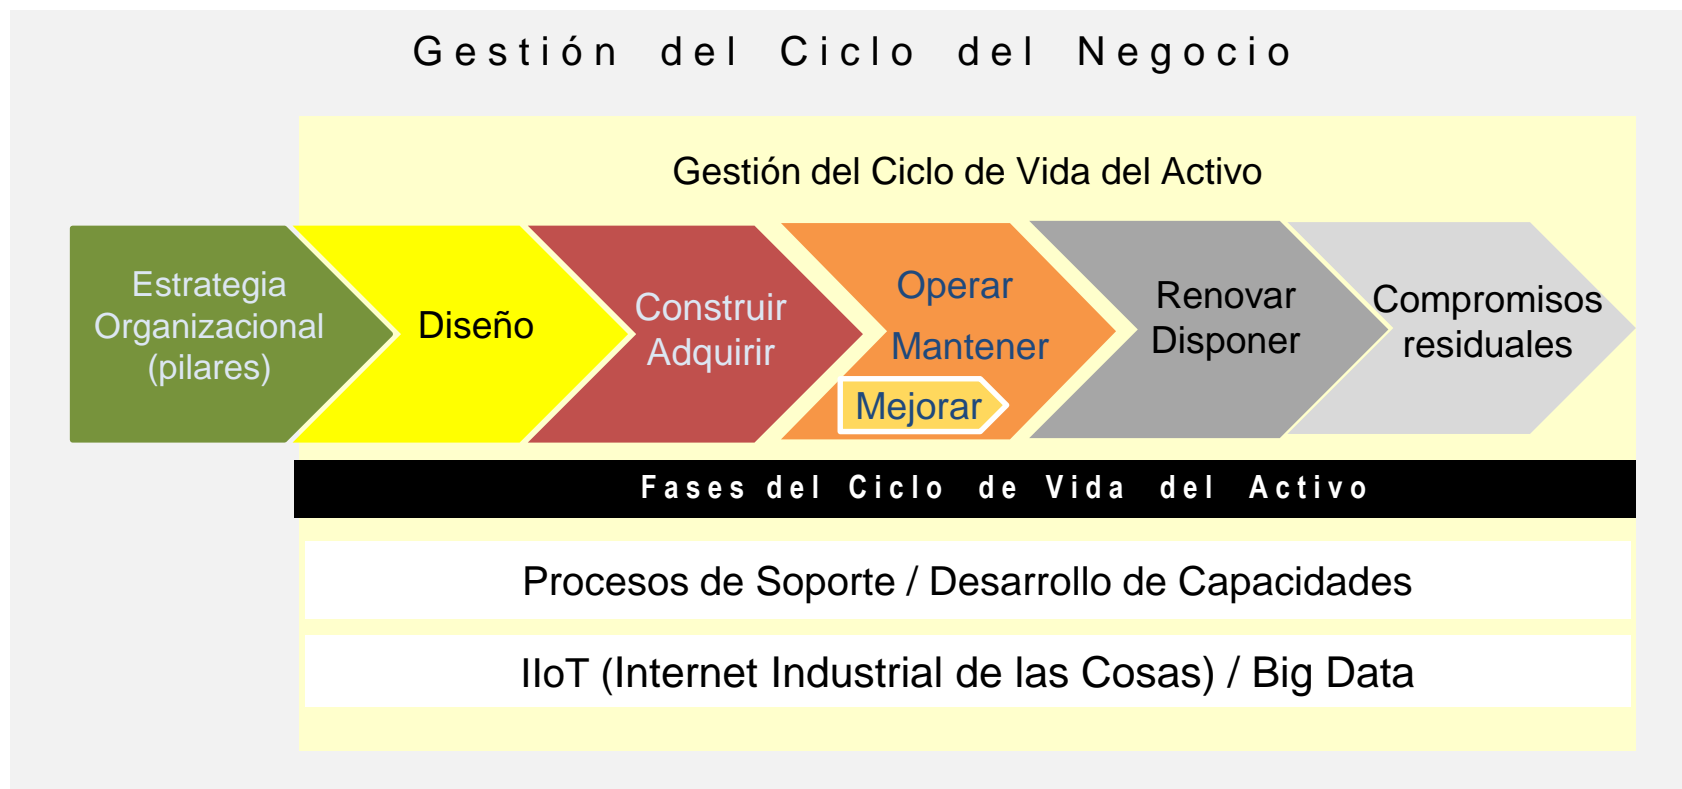 Gestión del Ciclo del Negocio
Gestión del Ciclo de Vida del Activo
Estrategia
Organizacional
(pilares)
Diseño
Construir
Adquirir
Operar
Mantener
Mejorar
Renovar
Disponer
Compromisos
residuales
Fases del Ciclo de Vida del Activo
Procesos de Soporte / Desarrollo de Capacidades
IIoT (Internet Industrial de las Cosas) / Big Data